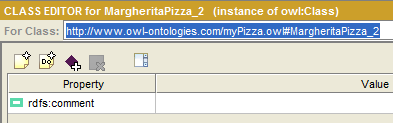 CLASS EDITOR for MargheritaPizza_2 (instance of owl:Class)
For Class: http://www.owl-ontologies.com/myPizza.owl#MargheritaPizza_2
Property Value
rdfs:comment